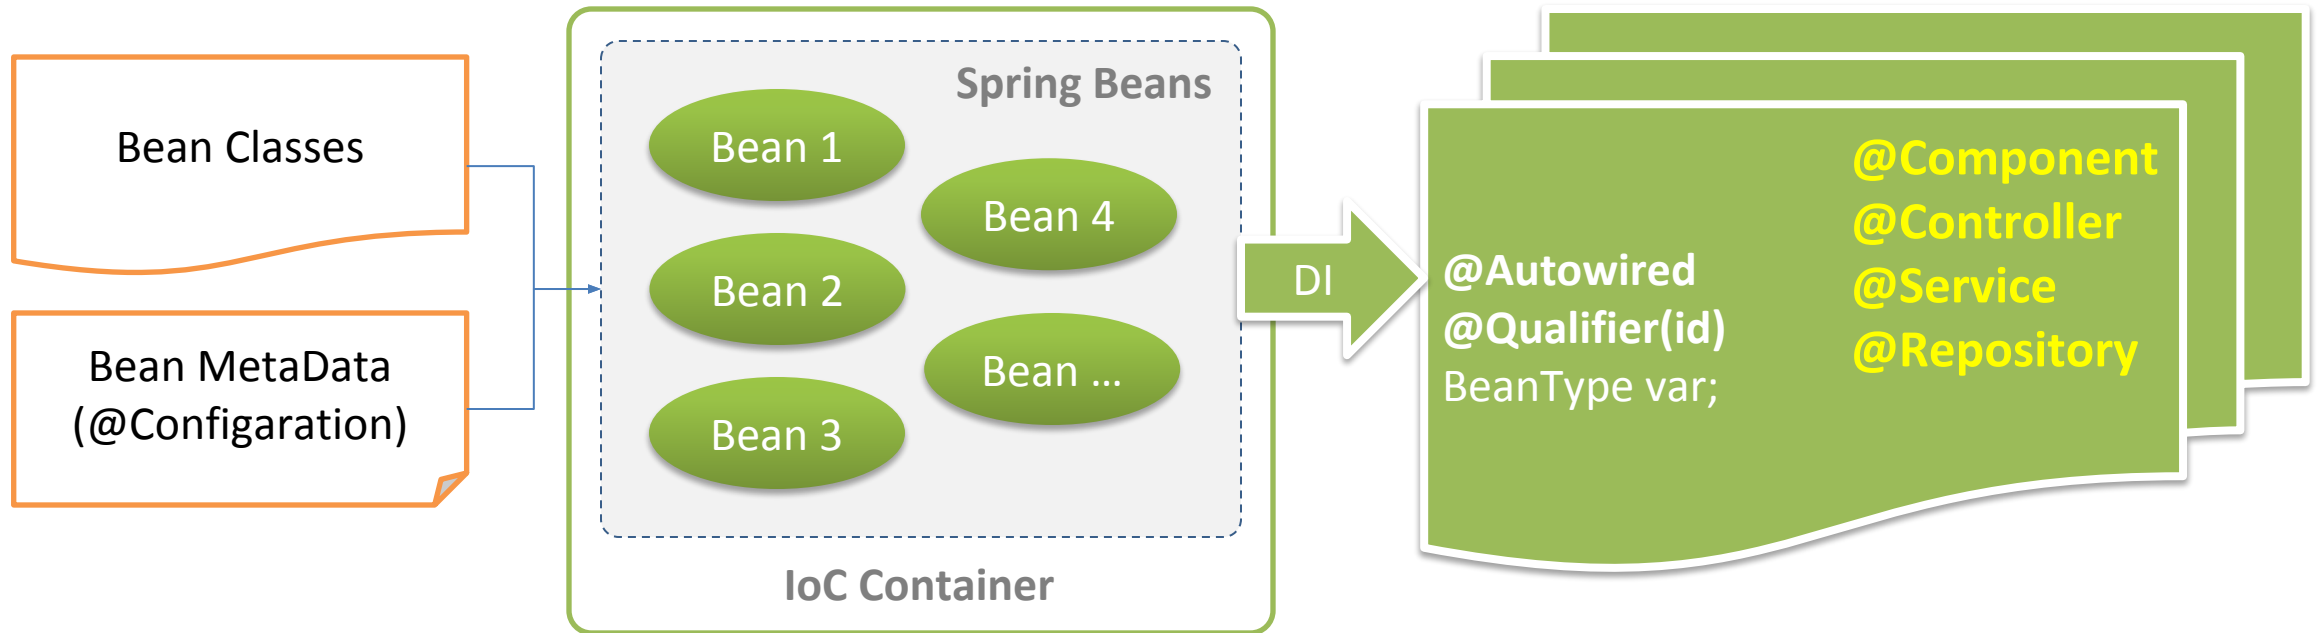 Bean Classes
Bean MetaData
(@Configaration)
Spring Beans
Bean 1
Bean 2
Bean 3
Bean 4
Bean ...
IoC Container
DI
@Autowired
@Qualifier(id)
BeanType var;
@Component
@Controller
@Service
@Repository